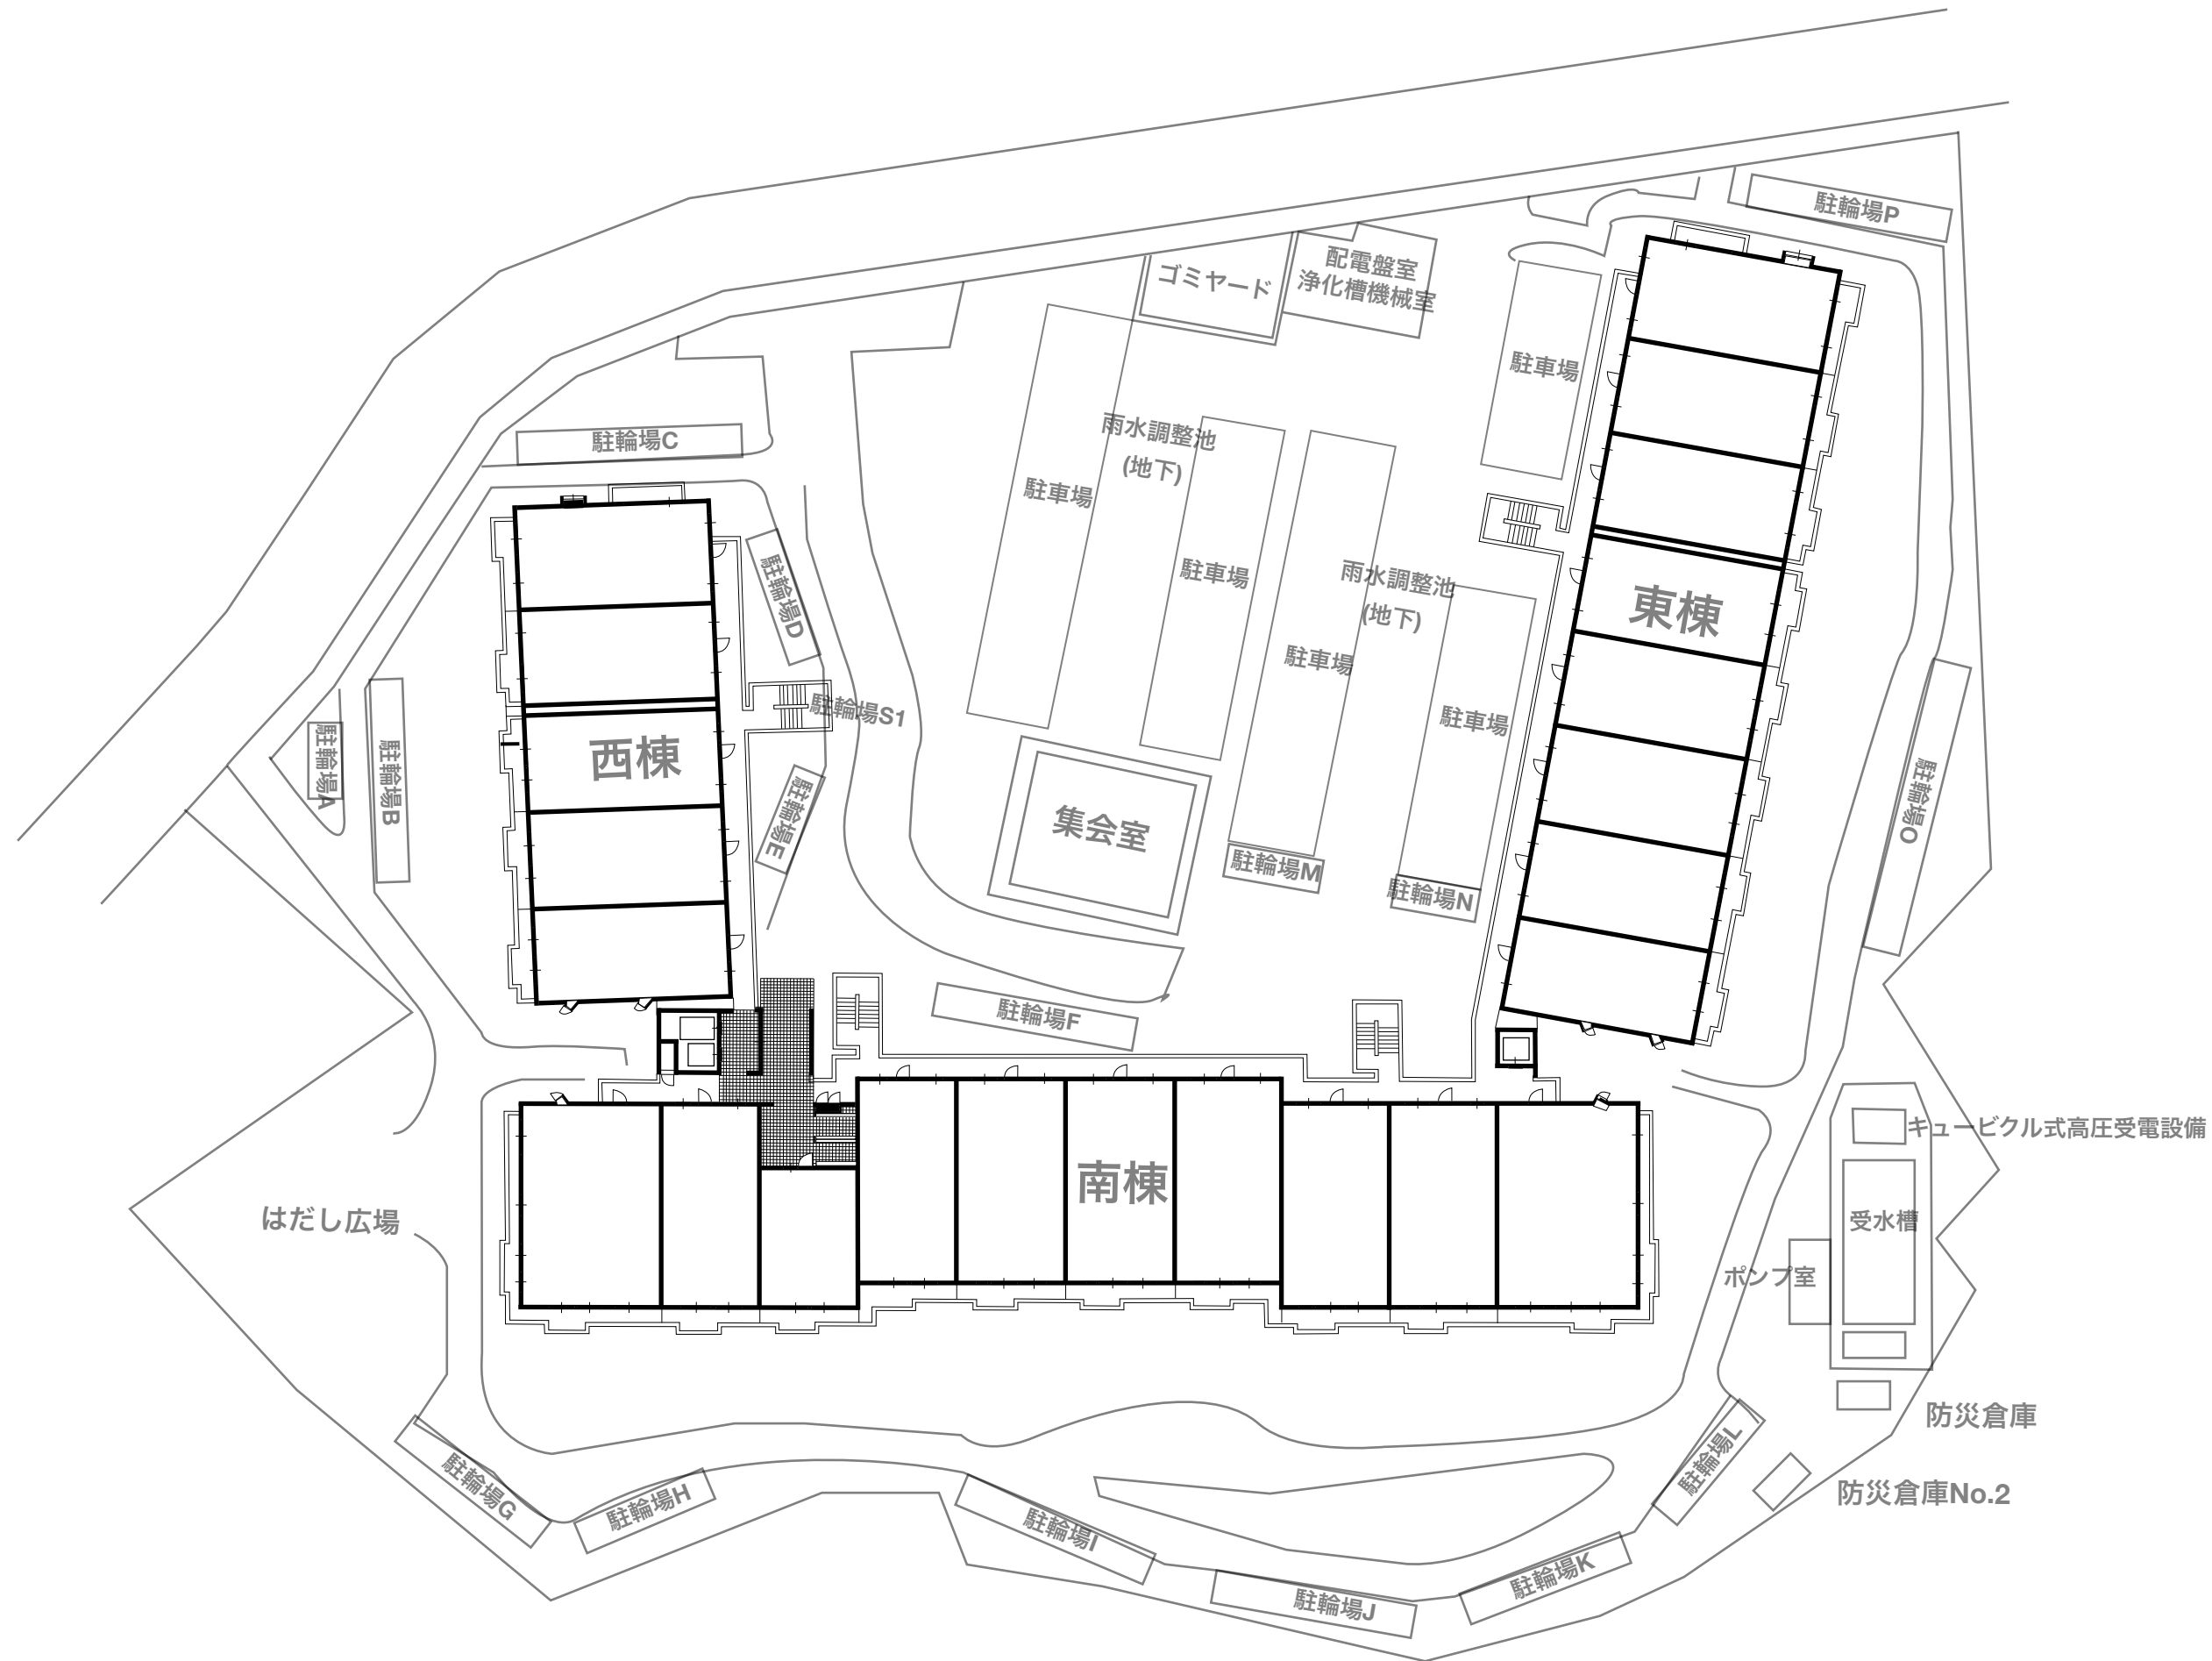 駐輪場P
ゴミヤード
配電盤室
浄化槽機械室
駐車場
駐輪場C
雨水調整池
(地下)
駐車場
駐輪場D
駐車場
雨水調整池
(地下)
東棟
駐車場
駐車場
駐輪場S1
西棟
駐輪場A
駐輪場B
駐輪場E
集会室
駐輪場O
駐輪場M
駐輪場N
駐輪場F
キュービクル式高圧受電設備
南棟
はだし広場
受水槽
ポンプ室
防災倉庫
駐輪場L
防災倉庫No.2
駐輪場G
駐輪場H
駐輪場I
駐輪場K
駐輪場J